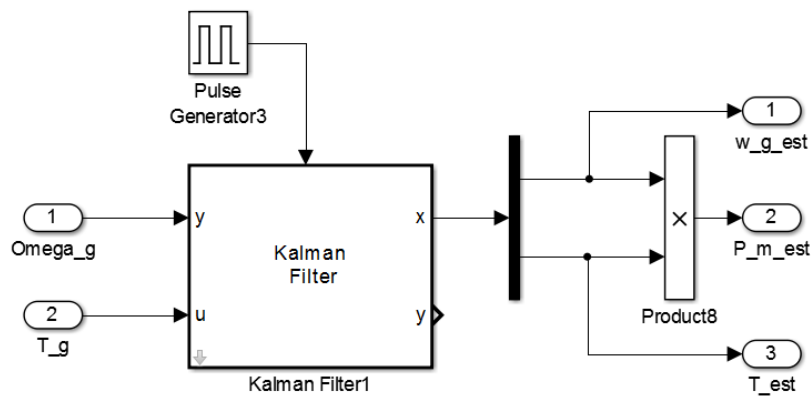 Pulse
Generator3
1
Omega_g
2
T_g
y
u
Kalman
Filter
x
y
Kalman Filter1
×
Product8
1
w_g_est
2
P_m_est
3
T_est